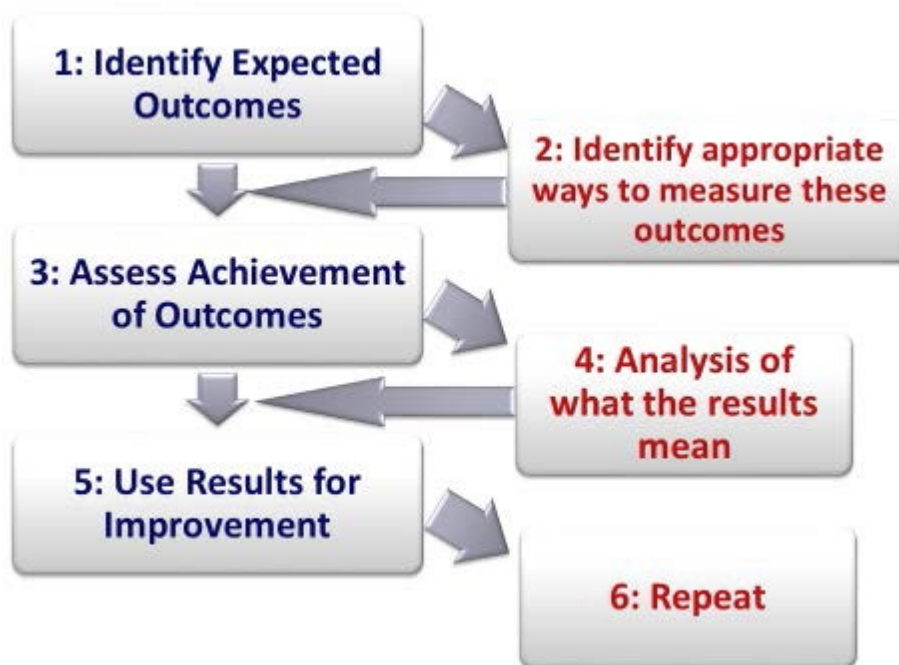 1: Identify Expected
Outcomes
2: Identify appropriate
ways to measure these
outcomes
3: Assess Achievement
of Outcomes
4: Analysis of
what the results
mean
5: Use Results for
Improvement
6: Repeat